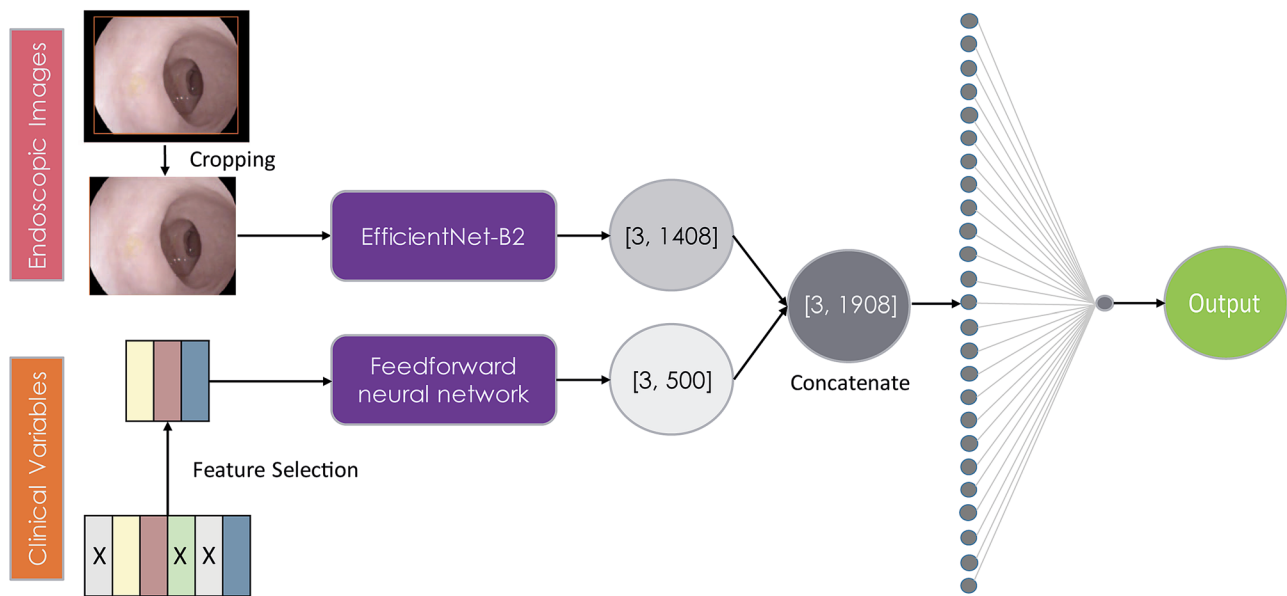 Endoscopic Images
Cropping
EfficientNet-B2
[3, 1408]
[3, 1908]
Concatenate
Output
Clinical Variables
Feedforward
neural network
[3, 500]
Feature Selection
X
X
X